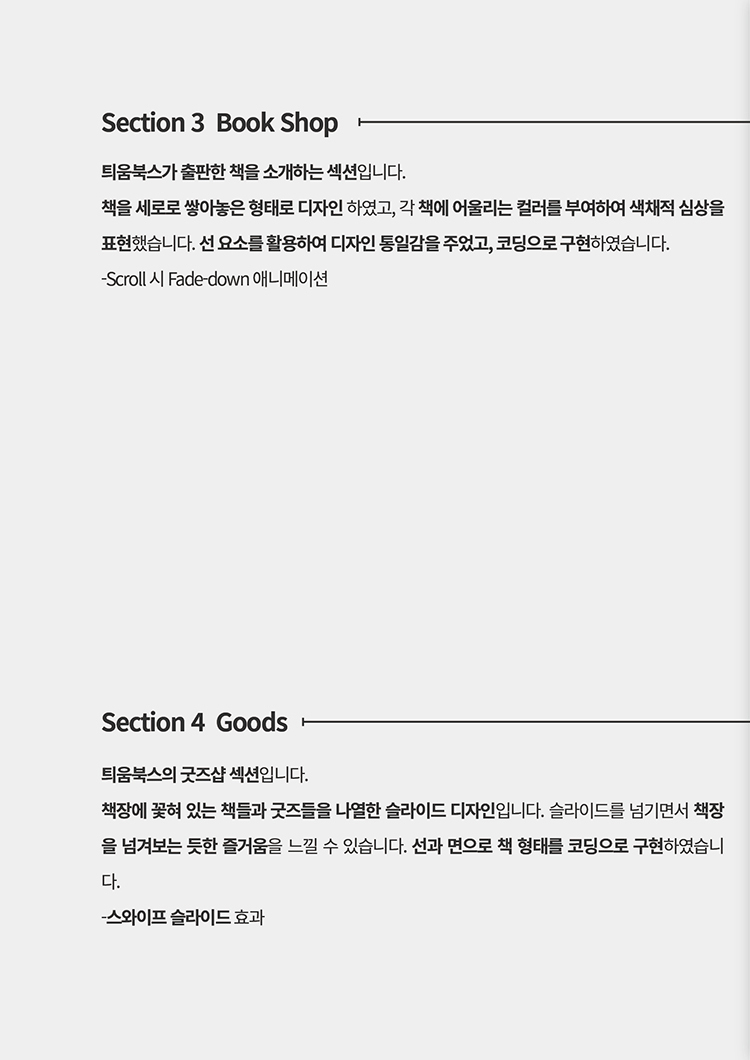 Section 3 Book Shop
틔움북스가 출판한 책을 소개하는 섹션입니다.
책을 세로로 쌓아놓은 형태로 디자인 하였고, 각 책에 어울리는 컬러를 부여하여 색채적 심상을
표현했습니다. 선 요소를 활용하여 디자인 통일감을 주었고, 코딩으로 구현하였습니다.
-Scroll 시 Fade-down 애니메이션
Section 4 Goods
틔움북스의 굿즈샵 섹션입니다.
책장에 꽃혀 있는 책들과 굿즈들을 나열한 슬라이드 디자인입니다. 슬라이드를 넘기면서 책장
을 넘겨보는 듯한 즐거움을 느낄 수 있습니다. 선과 면으로 책 형태를 코딩으로 구현하였습니
다.
-스와이프 슬라이드 효과